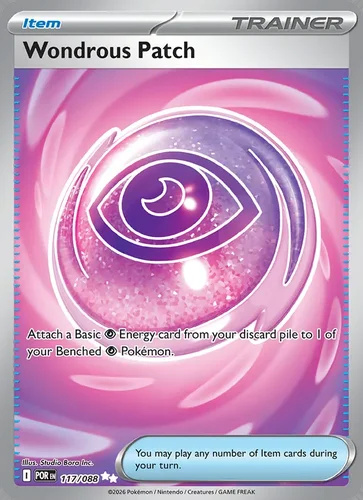 Item
TRAINER
Wondrous Patch
Attach a Basic Energy card from your discard pile to 1 of
your Benched Pokémon.
Illus. Studio Bora Inc.
I POR EN 117/088
You may play any number of Item cards during
your turn.
©2026 Pokémon / Nintendo / Creatures / GAME FREAK